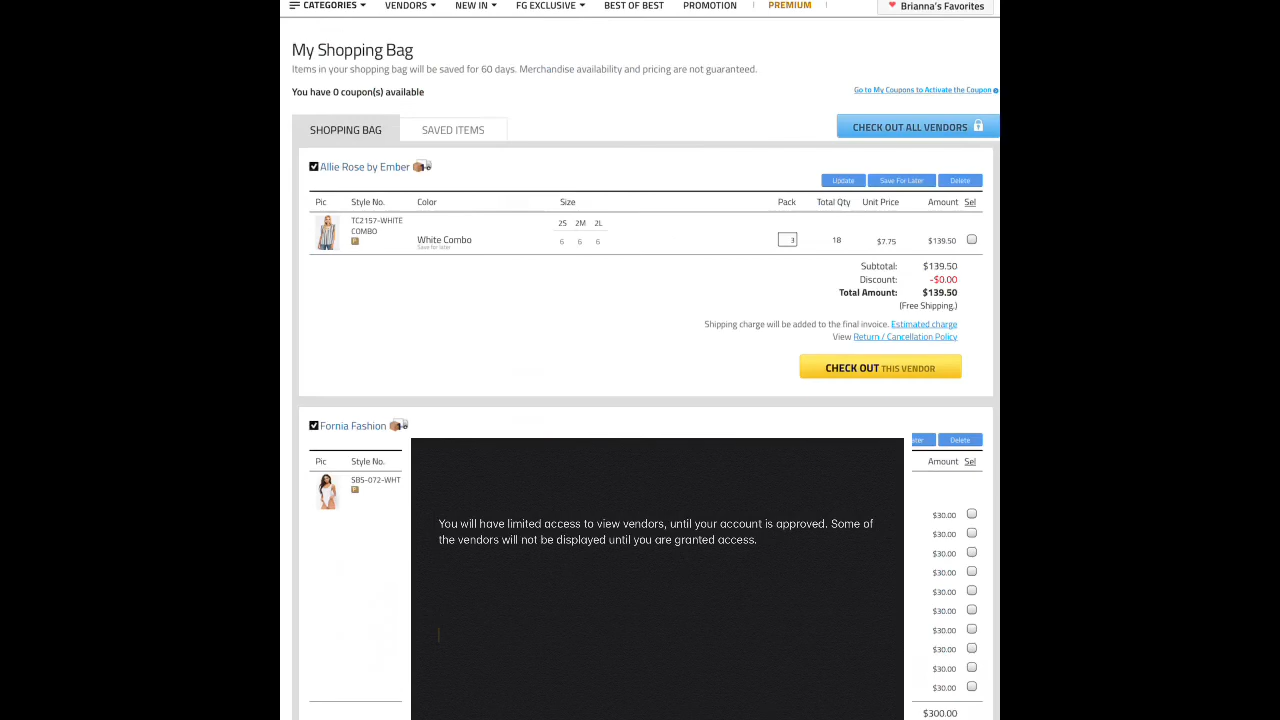 CATEGORIES VENDORS NEW IN FG EXCLUSIVE BEST OF BEST PROMOTION | PREMIUM | Brianna's Favorites
My Shopping Bag
Items in your shopping bag will be saved for 60 days. Merchandise availability and pricing are not guaranteed.
You have 0 coupon(s) available
Go to My Coupons to Activate the Coupon
SHOPPING BAG SAVED ITEMS CHECK OUT ALL VENDORS
Allie Rose by Ember
Update Save For Later Delete
Pic Style No. Color Size Pack Total Qty Unit Price Amount Sel
TC2157-WHITE 2S 2M 2L
COMBO
White Combo 6 6 6 3 18 $7.75 $139.50
Save for later
Subtotal: $139.50
Discount: -$0.00
Total Amount: $139.50
(Free Shipping.)
Shipping charge will be added to the final invoice. Estimated charge
View Return / Cancellation Policy
CHECK OUT THIS VENDOR
Fornia Fashion
ater Delete
Pic Style No. Amount Sel
SBS-072-WHT
$30.00
You will have limited access to view vendors, until your account is approved. Some of
the vendors will not be displayed until you are granted access.
$30.00
$30.00
$30.00
$30.00
$30.00
$30.00
$30.00
$30.00
$30.00
$300.00